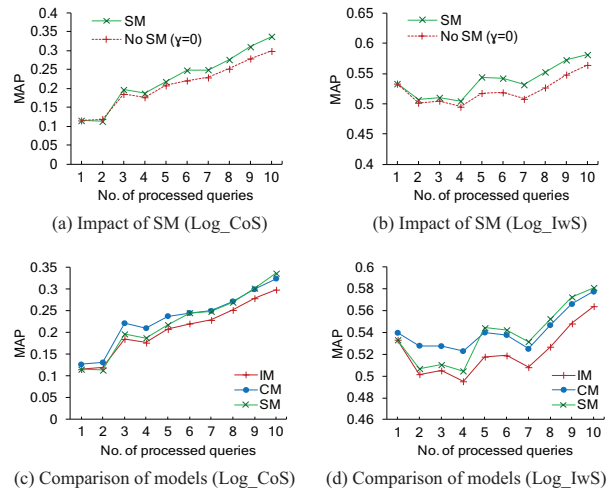 SM
No SM (ɣ=0)
MAP
0.4
0.35
0.3
0.25
0.2
0.15
0.1
0.05
0
1 2 3 4 5 6 7 8 9 10
No. of processed queries
(a) Impact of SM (Log_CoS)
SM
No SM (ɣ=0)
MAP
0.65
0.6
0.55
0.5
0.45
0.4
1 2 3 4 5 6 7 8 9 10
No. of processed queries
(b) Impact of SM (Log_IwS)
MAP
0.35
0.3
0.25
0.2
0.15
0.1
0.05
0
IM
CM
SM
1 2 3 4 5 6 7 8 9 10
No. of processed queries
(c) Comparison of models (Log_CoS)
MAP
0.6
0.58
0.56
0.54
0.52
0.5
0.48
0.46
IM
CM
SM
1 2 3 4 5 6 7 8 9 10
No. of processed queries
(d) Comparison of models (Log_IwS)